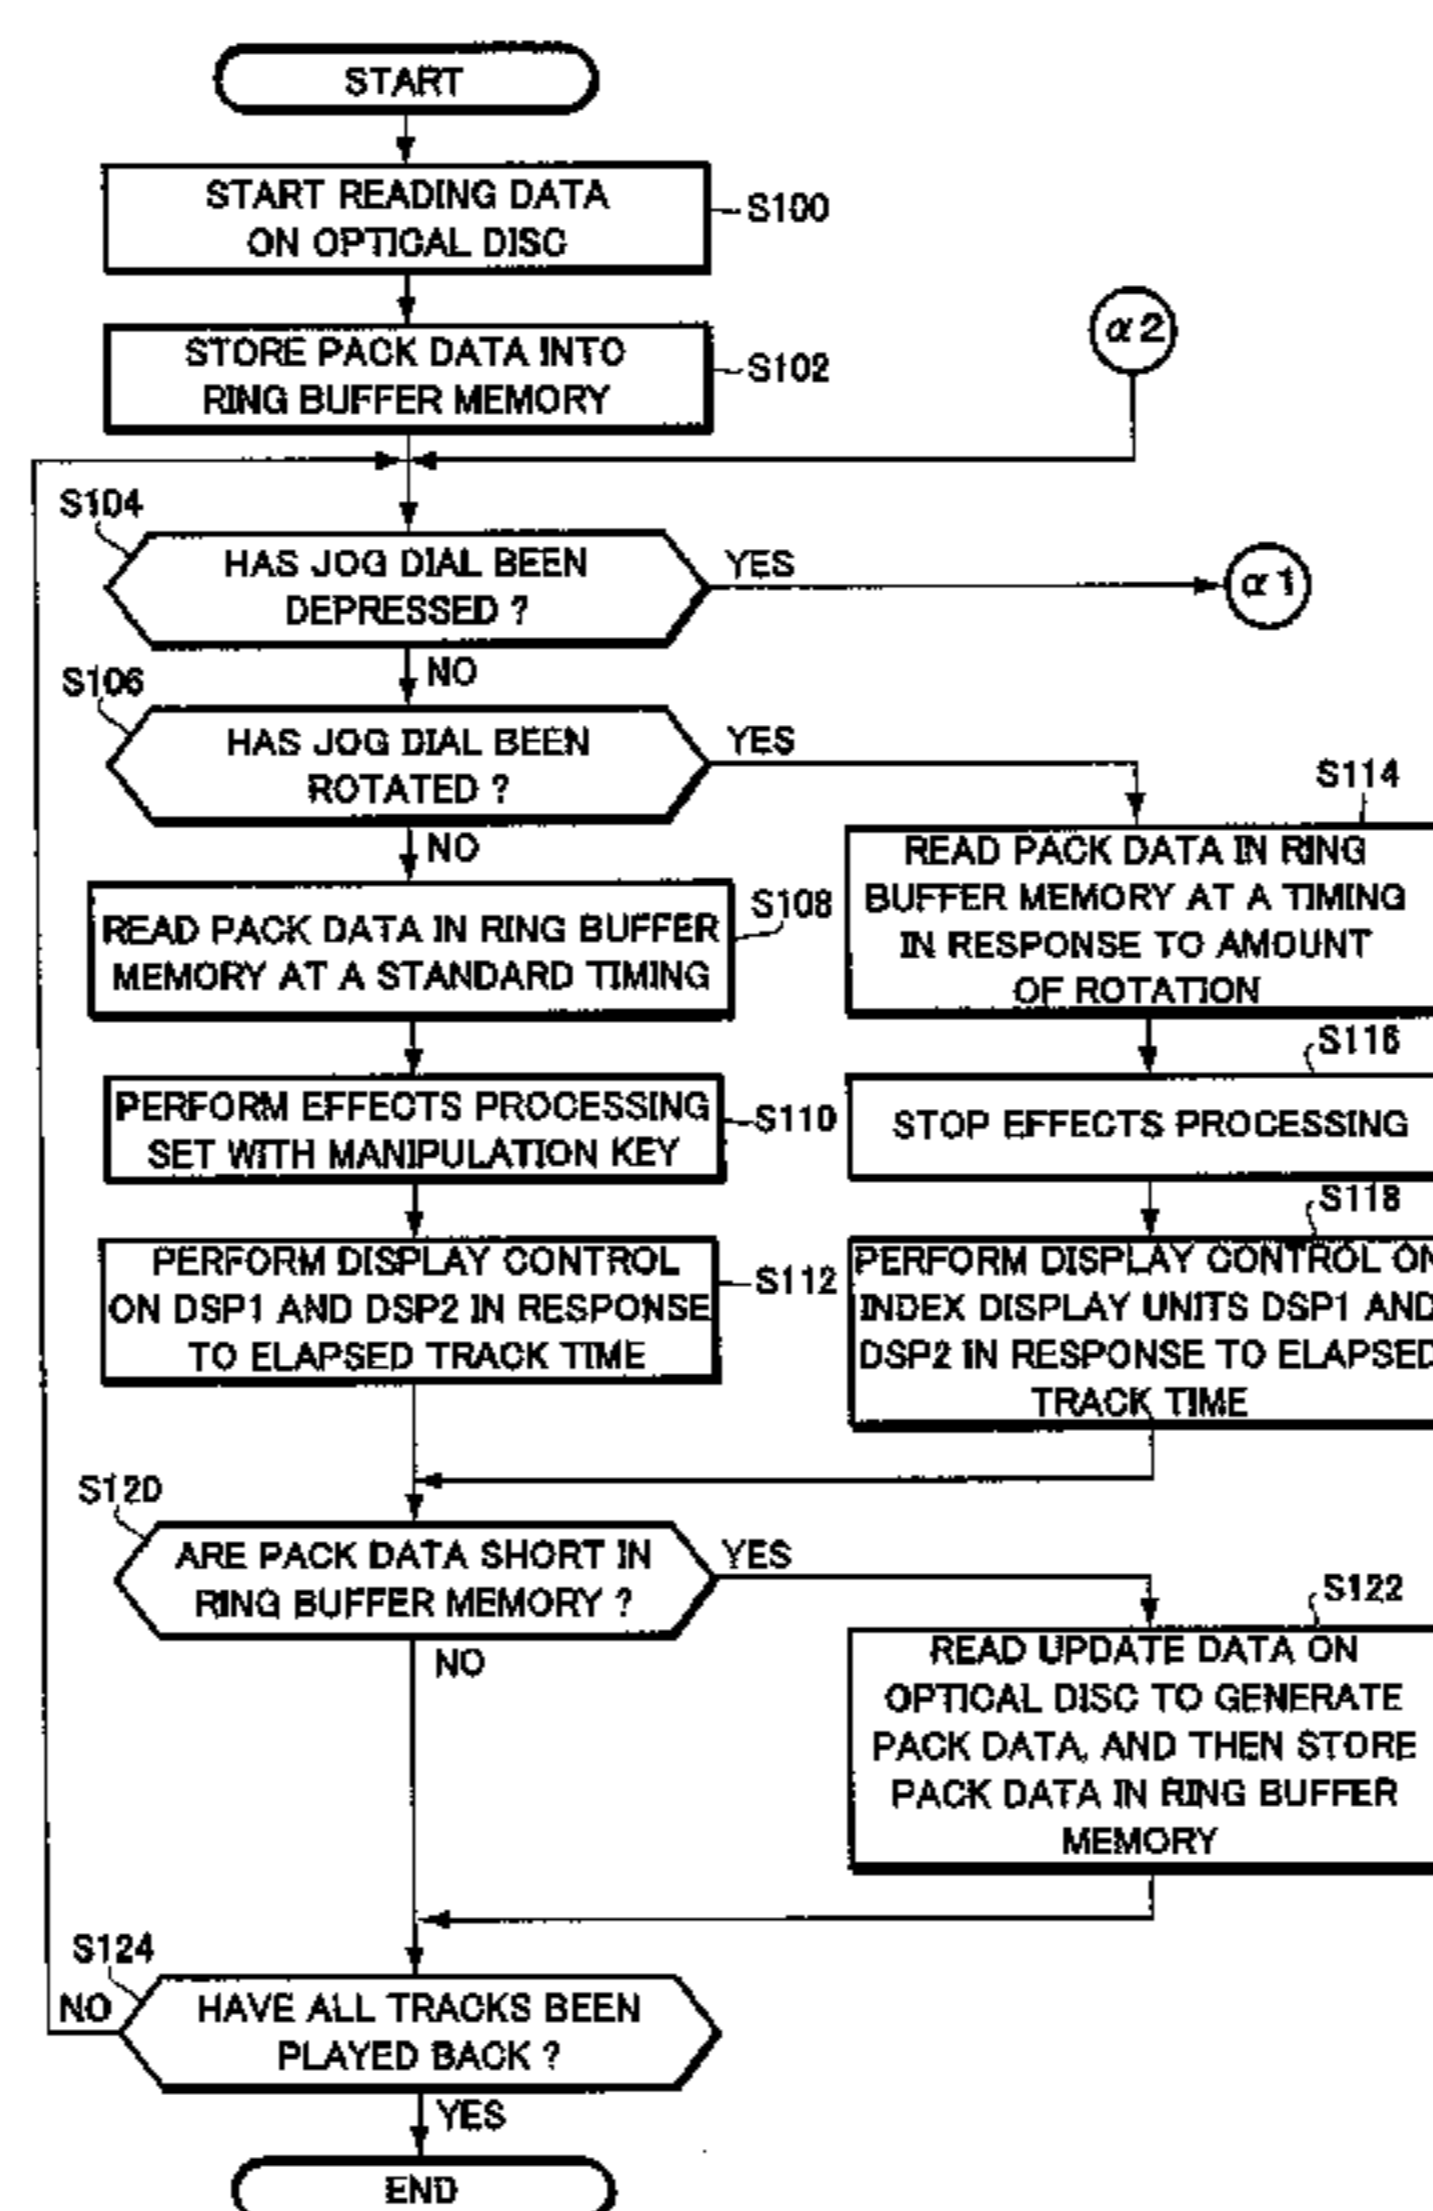 START
START READING DATA
ON OPTICAL DISC
S100
STORE PACK DATA INTO
RING BUFFER MEMORY
S102
α2
S104
HAS JOG DIAL BEEN
DEPRESSED ?
YES
α1
NO
S106
HAS JOG DIAL BEEN
ROTATED ?
YES
NO
S114
READ PACK DATA IN RING
BUFFER MEMORY AT A TIMING
IN RESPONSE TO AMOUNT
OF ROTATION
S108
READ PACK DATA IN RING BUFFER
MEMORY AT A STANDARD TIMING
S116
STOP EFFECTS PROCESSING
PERFORM EFFECTS PROCESSING
SET WITH MANIPULATION KEY
S110
S118
PERFORM DISPLAY CONTROL ON
INDEX DISPLAY UNITS DSP1 AND
DSP2 IN RESPONSE TO ELAPSED
TRACK TIME
PERFORM DISPLAY CONTROL
ON DSP1 AND DSP2 IN RESPONSE
TO ELAPSED TRACK TIME
S112
S120
ARE PACK DATA SHORT IN
RING BUFFER MEMORY ?
YES
NO
S122
READ UPDATE DATA ON
OPTICAL DISC TO GENERATE
PACK DATA, AND THEN STORE
PACK DATA IN RING BUFFER
MEMORY
S124
NO
HAVE ALL TRACKS BEEN
PLAYED BACK ?
YES
END